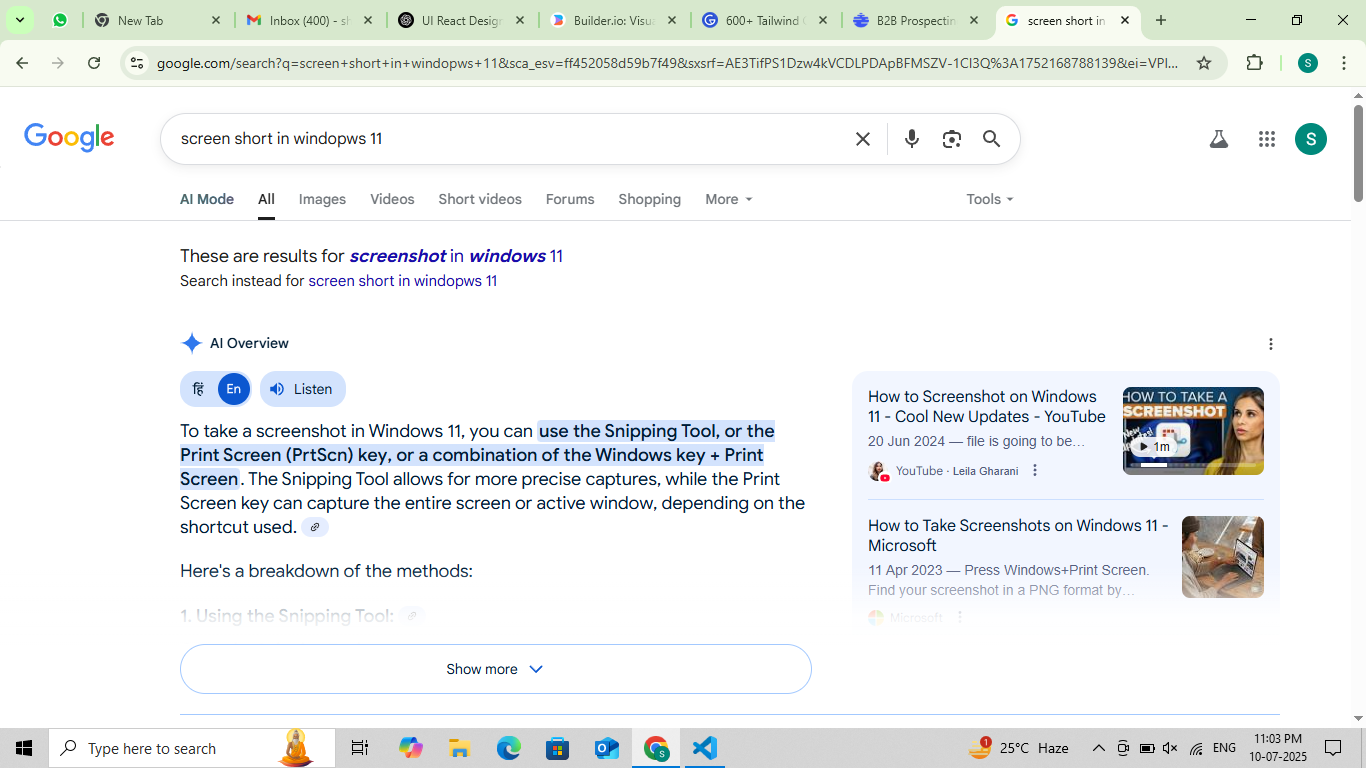 New Tab
Inbox (400) - sh
UI React Design
Builder.io: Visua
600+ Tailwind C
B2B Prospecting
screen short in
google.com/search?q=screen+short+in+windopws+11&sca_esv=ff452058d59b7f49&sxsrf=AE3TifPS1Dzw4kVCDLPDApBFMSZV-1CI3Q%3A1752168788139&ei=VPl...
S
Google
screen short in windopws 11
S
AI Mode
All
Images
Videos
Short videos
Forums
Shopping
More
Tools
These are results for screenshot in windows 11
Search instead for screen short in windopws 11
AI Overview
हिं
En
Listen
To take a screenshot in Windows 11, you can use the Snipping Tool, or the
Print Screen (PrtScn) key, or a combination of the Windows key + Print
Screen. The Snipping Tool allows for more precise captures, while the Print
Screen key can capture the entire screen or active window, depending on the
shortcut used.
Here's a breakdown of the methods:
1. Using the Snipping Tool:
Show more
How to Screenshot on Windows
11 - Cool New Updates - YouTube
20 Jun 2024 — file is going to be…
YouTube · Leila Gharani
HOW TO TAKE A
SCREENSHOT
1m
How to Take Screenshots on Windows 11 -
Microsoft
11 Apr 2023 — Press Windows+Print Screen.
Find your screenshot in a PNG format by…
Microsoft
Type here to search
S
1
25°C Haze
ENG
11:03 PM
10-07-2025